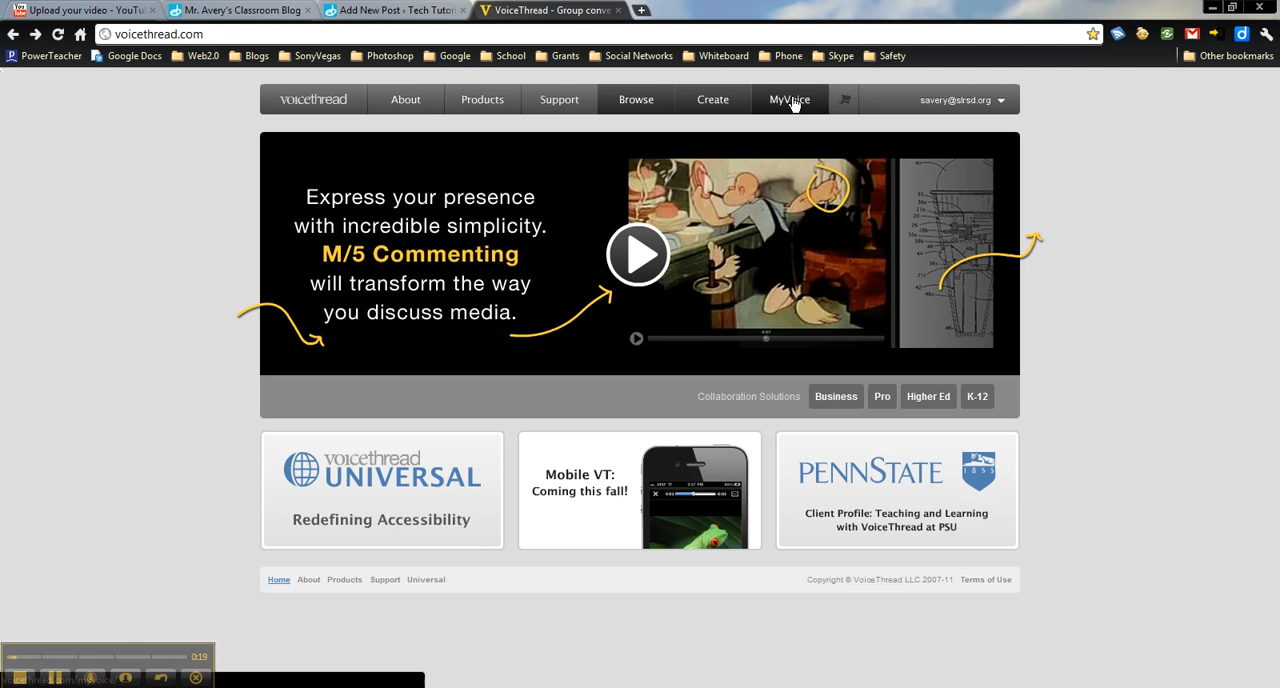 Upload your video - YouTu
Mr. Avery's Classroom Blog
Add New Post ‹ Tech Tutori
VoiceThread - Group conve
voicethread.com
PowerTeacher Google Docs Web2.0 Blogs SonyVegas Photoshop Google School Grants Social Networks Whiteboard Phone Skype Safety Other bookmarks
voicethread About Products Support Browse Create MyVoice savery@slrsd.org
Express your presence
with incredible simplicity.
M/5 Commenting
will transform the way
you discuss media.
Collaboration Solutions Business Pro Higher Ed K-12
voicethread
UNIVERSAL
Redefining Accessibility
Mobile VT:
Coming this fall!
PENNSTATE
1855
Client Profile: Teaching and Learning
with VoiceThread at PSU
Home About Products Support Universal
Copyright © VoiceThread LLC 2007-11 Terms of Use
0:19
voicethread.com/myvoice/